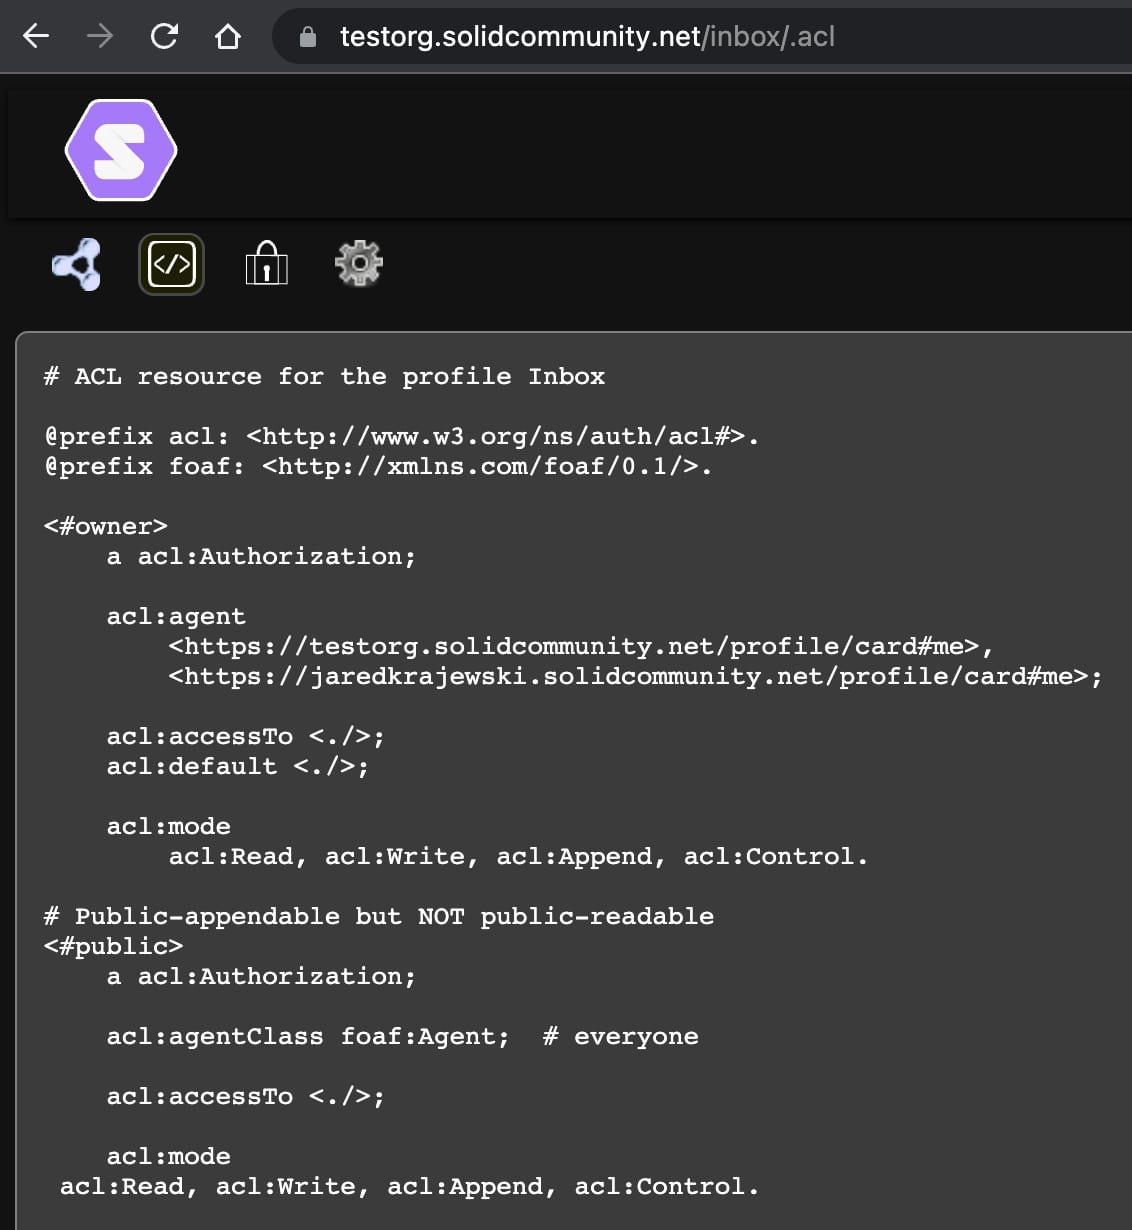 testorg.solidcommunity.net/inbox/.acl
S
</>
# ACL resource for the profile Inbox
@prefix acl: <http://www.w3.org/ns/auth/acl#>.
@prefix foaf: <http://xmlns.com/foaf/0.1/>.
<#owner>
a acl:Authorization;
acl:agent
<https://testorg.solidcommunity.net/profile/card#me>,
<https://jaredkrajewski.solidcommunity.net/profile/card#me>;
acl:accessTo <./>;
acl:default <./>;
acl:mode
acl:Read, acl:Write, acl:Append, acl:Control.
# Public-appendable but NOT public-readable
<#public>
a acl:Authorization;
acl:agentClass foaf:Agent;  # everyone
acl:accessTo <./>;
acl:mode
acl:Read, acl:Write, acl:Append, acl:Control.